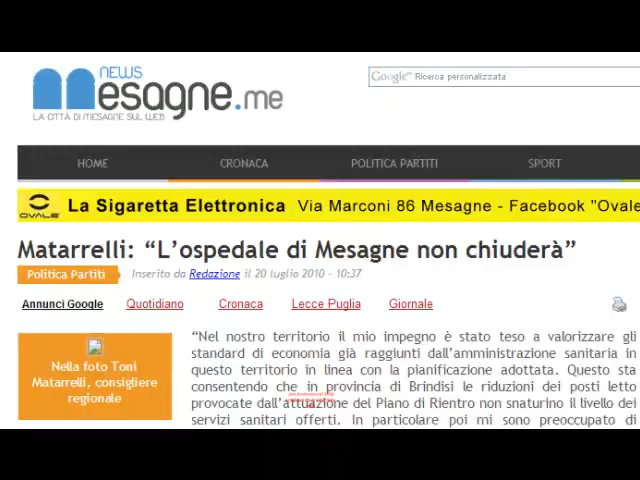 NEWS
mesagne.me
LA CITTÀ DI MESAGNE SUL WEB
Google™ Ricerca personalizzata
HOME CRONACA POLITICA PARTITI SPORT
OVALE La Sigaretta Elettronica Via Marconi 86 Mesagne - Facebook "Ovale
Matarrelli: “L’ospedale di Mesagne non chiuderà”
Politica Partiti Inserito da Redazione il 20 luglio 2010 - 10:37
Annunci Google Quotidiano Cronaca Lecce Puglia Giornale
Nella foto Toni
Matarrelli, consigliere
regionale
“Nel nostro territorio il mio impegno è stato teso a valorizzare gli
standard di economia già raggiunti dall’amministrazione sanitaria in
questo territorio in linea con la pianificazione adottata. Questo sta
consentendo che in provincia di Brindisi le riduzioni dei posti letto
provocate dall’attuazione del Piano di Rientro non snaturino il livello dei
servizi sanitari offerti. In particolare poi mi sono preoccupato di